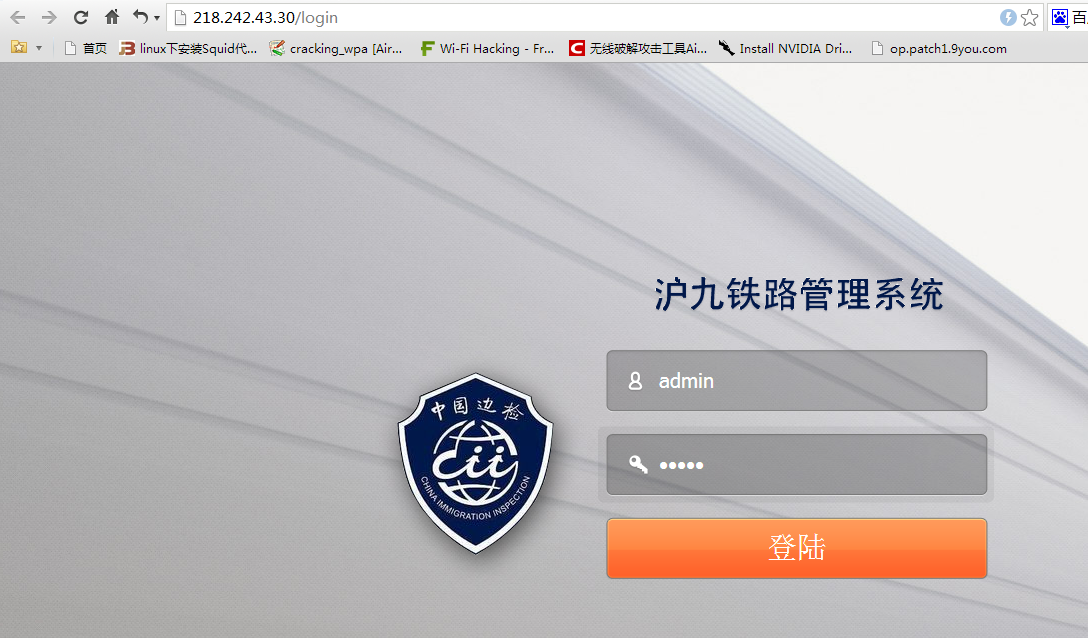 218.242.43.30/login
百
首页
linux下安装Squid代...
cracking_wpa [Air...
Wi-Fi Hacking - Fr...
无线破解攻击工具Ai...
Install NVIDIA Dri...
op.patch1.9you.com
沪九铁路管理系统
admin
•••••
登陆
中国边检
cii
CHINA IMMIGRATION INSPECTION